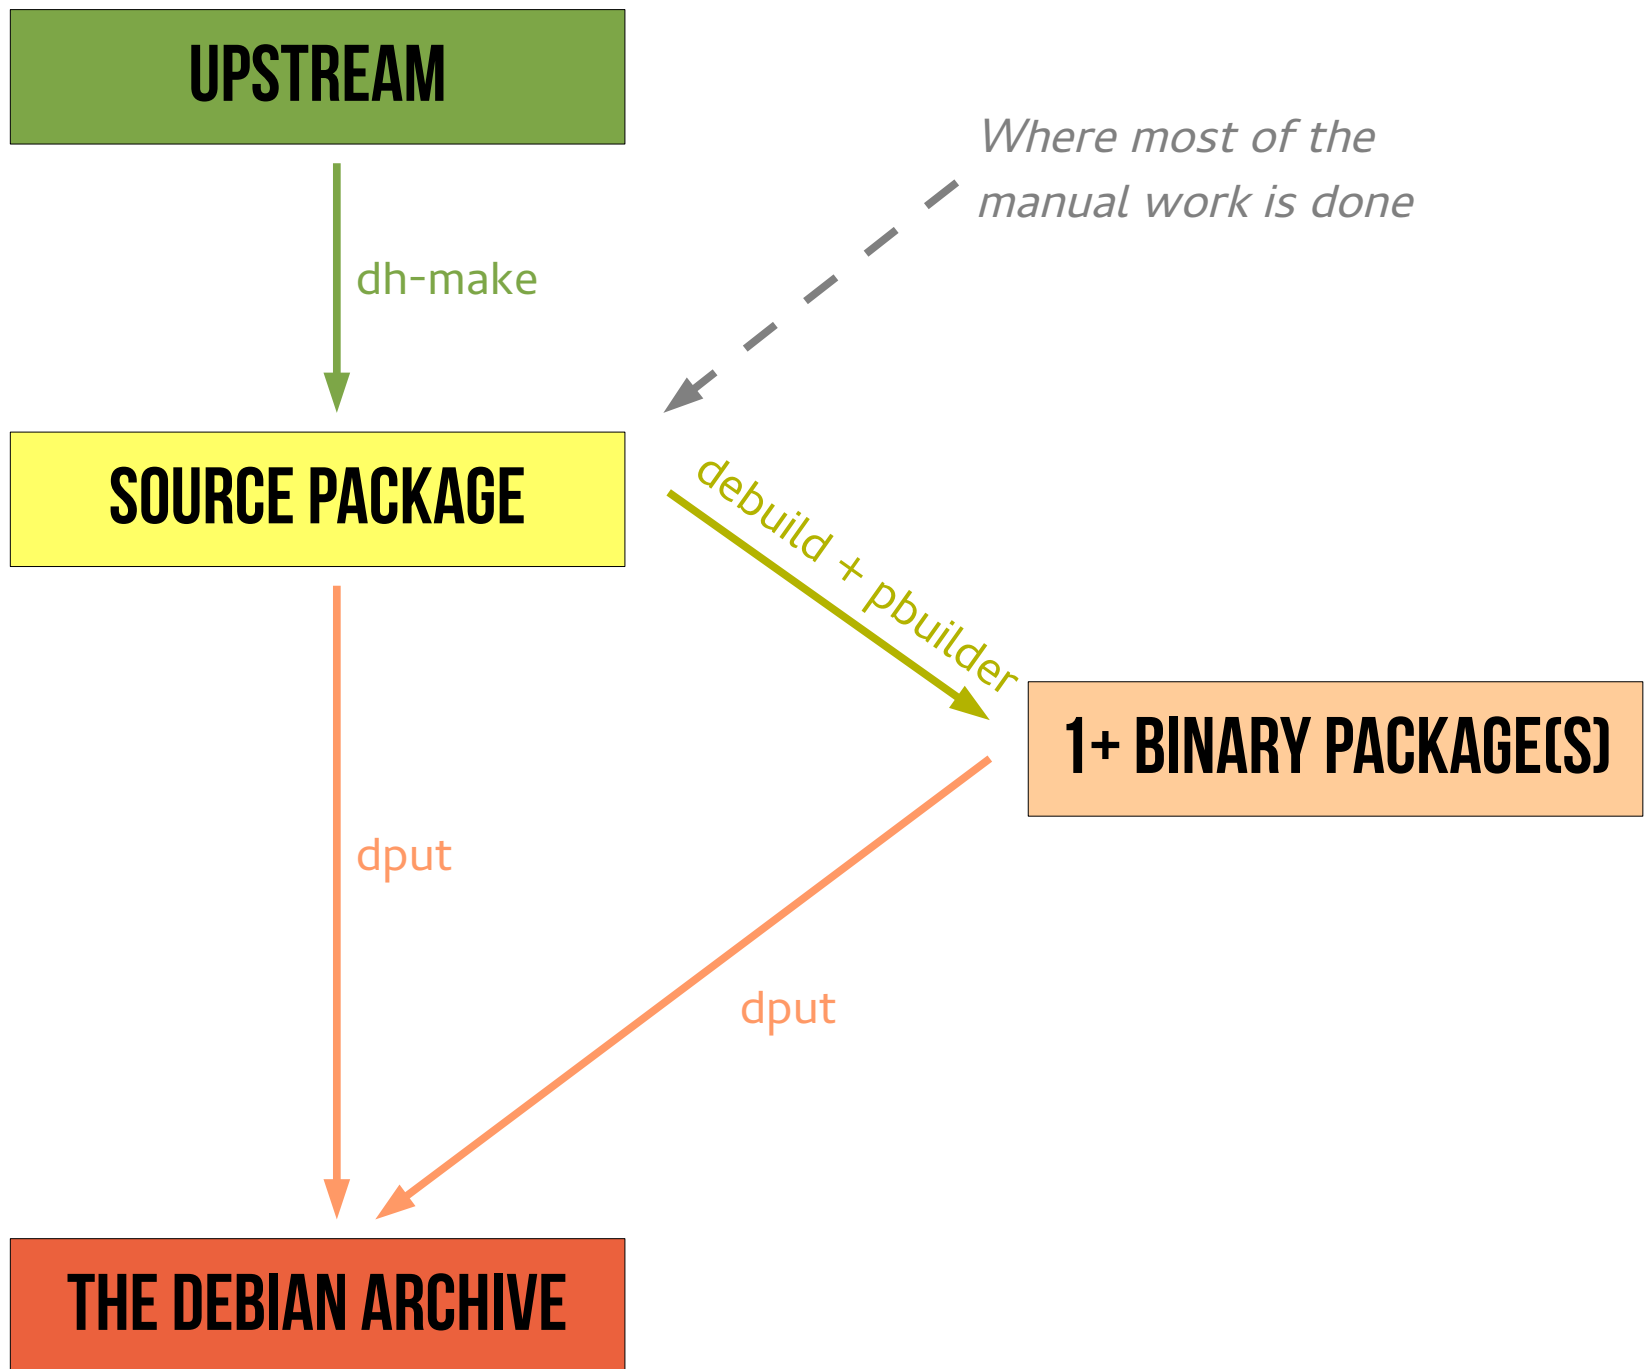 UPSTREAM
Where most of the
manual work is done
dh-make
SOURCE PACKAGE
debuild + pbuilder
1+ BINARY PACKAGE(S)
dput
dput
THE DEBIAN ARCHIVE